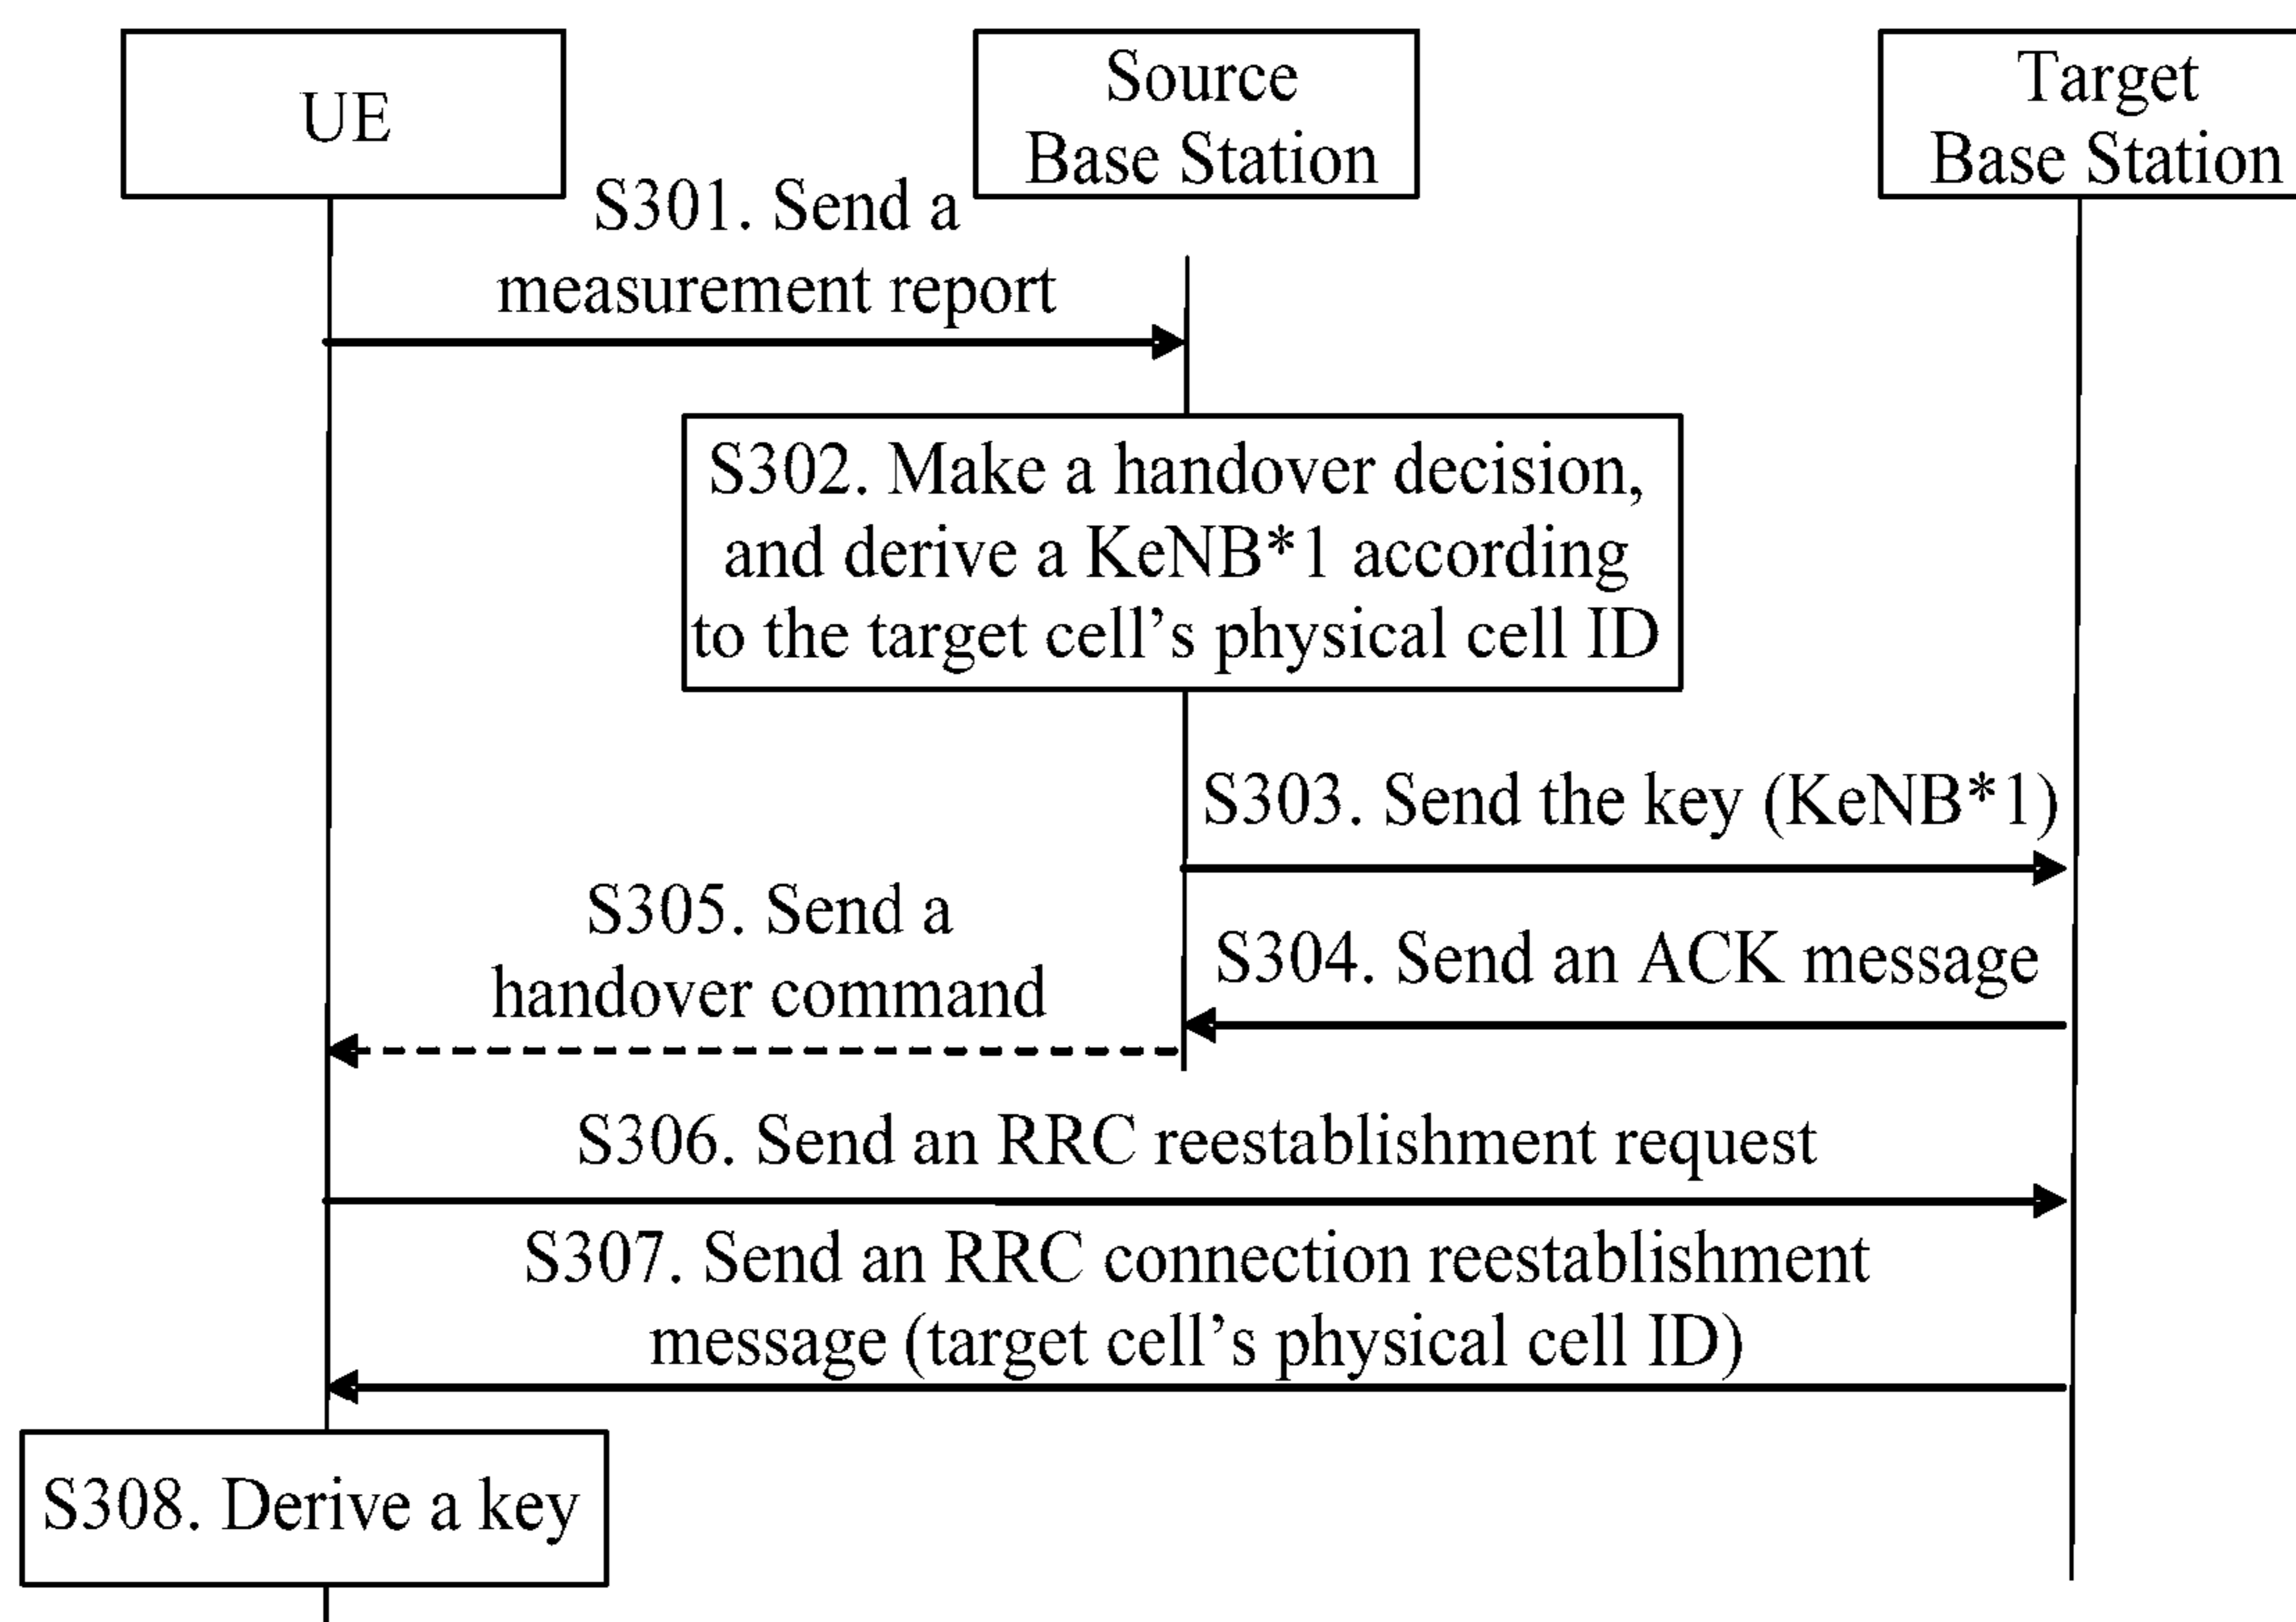 UE
Source
Base Station
Target
Base Station
S301. Send a
measurement report
S302. Make a handover decision,
and derive a KeNB*1 according
to the target cell’s physical cell ID
S303. Send the key (KeNB*1)
S305. Send a
handover command
S304. Send an ACK message
S306. Send an RRC reestablishment request
S307. Send an RRC connection reestablishment
message (target cell’s physical cell ID)
S308. Derive a key